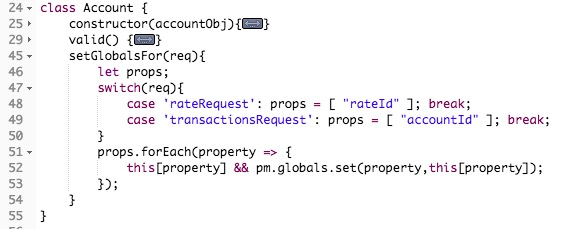 24 class Account {
25     constructor(accountObj){↔}
29     valid() {↔}
45     setGlobalsFor(req){
46         let props;
47         switch(req){
48             case 'rateRequest': props = [ "rateId" ]; break;
49             case 'transactionsRequest': props = [ "accountId" ]; break;
50         }
51         props.forEach(property => {
52             this[property] && pm.globals.set(property,this[property]);
53         });
54     }
55 }